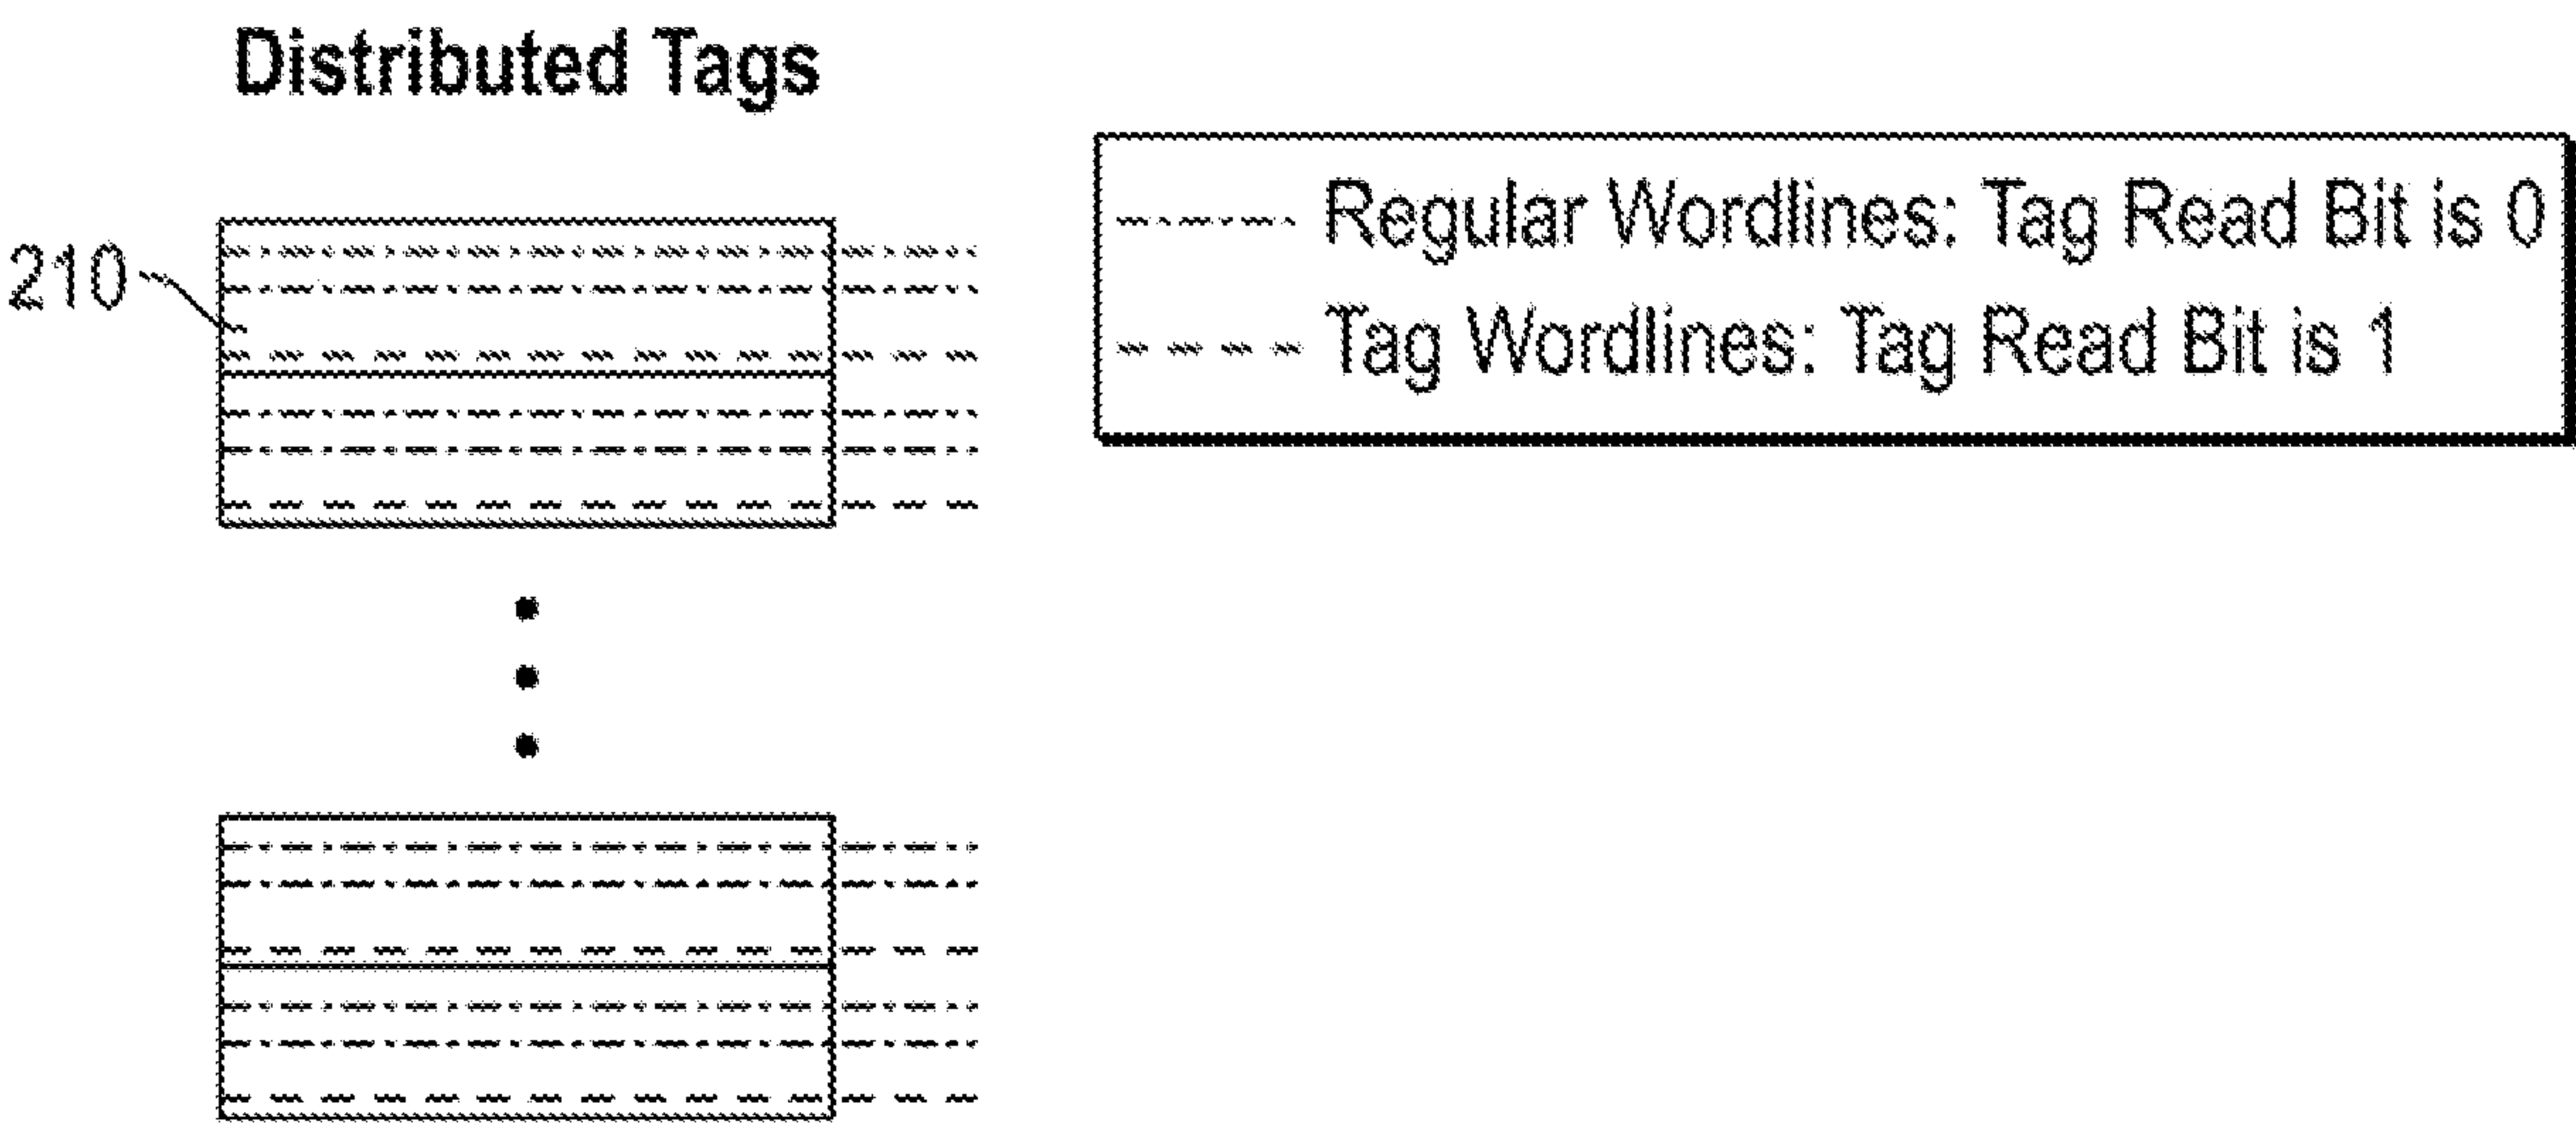 Distributed Tags
210
Regular Wordlines: Tag Read Bit is 0
Tag Wordlines: Tag Read Bit is 1